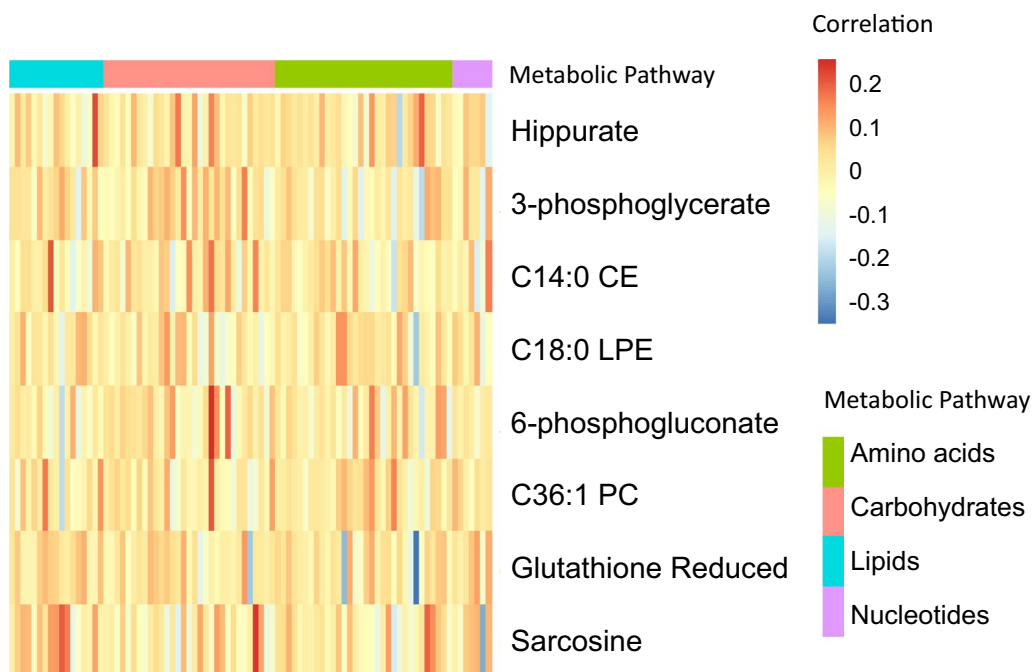 Correlation
Metabolic Pathway
0.2
Hippurate
0.1
0
3-phosphoglycerate
-0.1
-0.2
C14:0 CE
-0.3
C18:0 LPE
Metabolic Pathway
6-phosphogluconate
Amino acids
C36:1 PC
Carbohydrates
Glutathione Reduced
Lipids
Nucleotides
Sarcosine